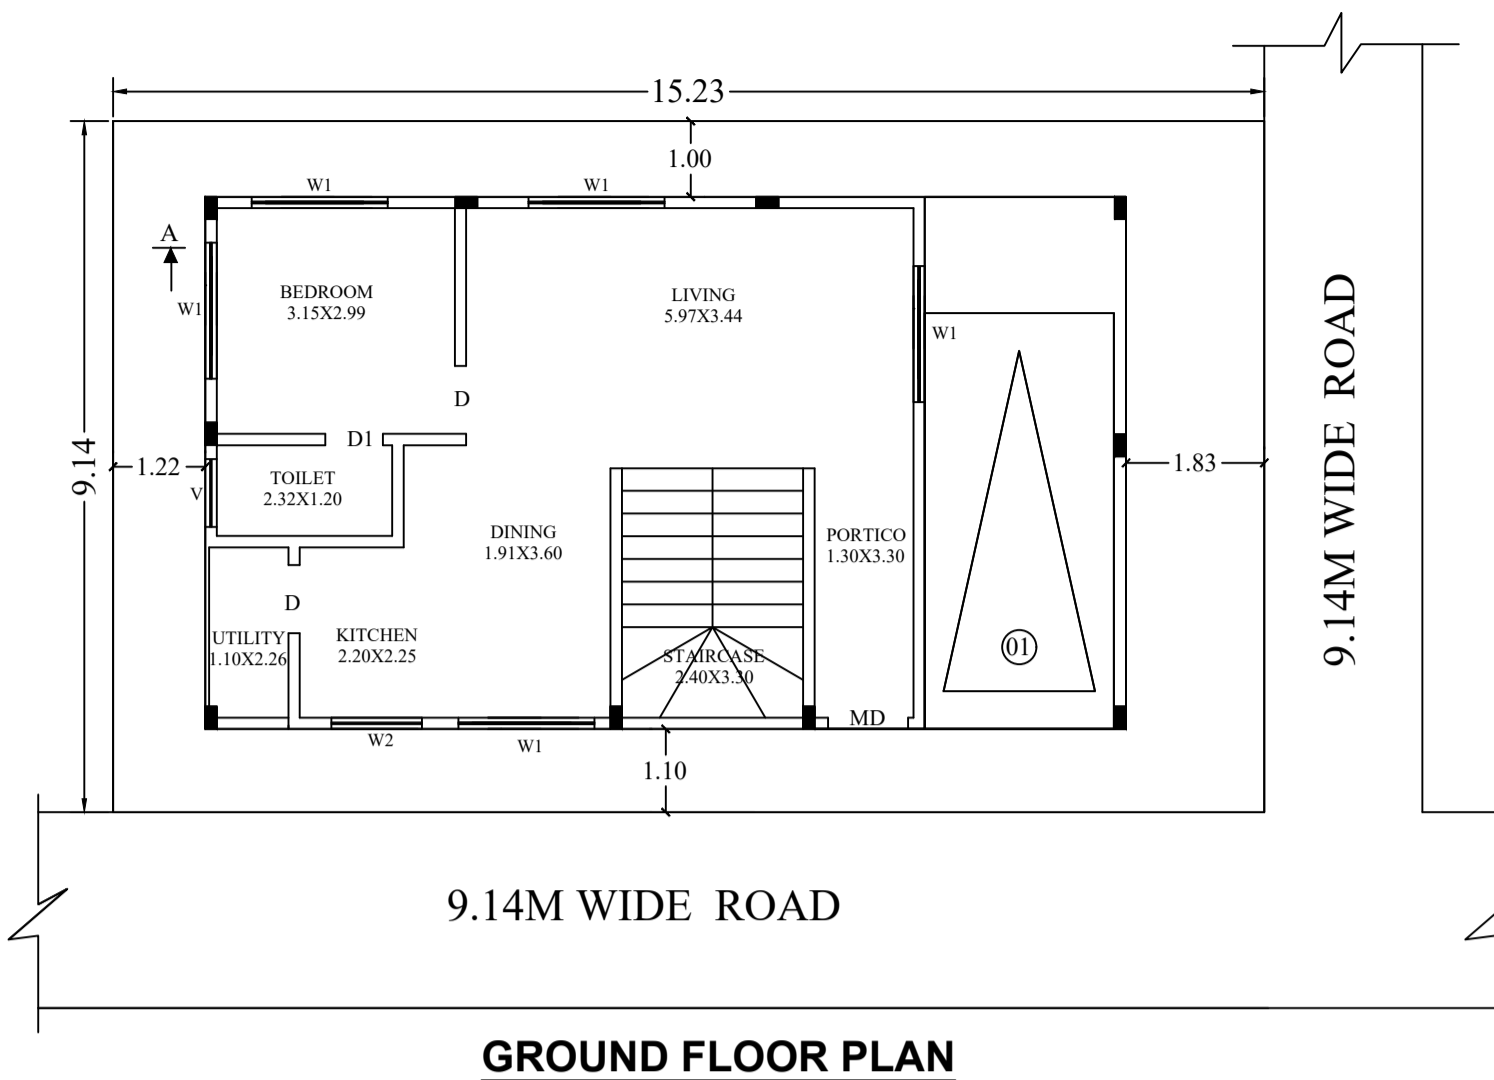 15.23
1.00
W1
W1
A
BEDROOM
3.15X2.99
LIVING
5.97X3.44
W1
W1
D
D1
9.14
1.22
1.83
TOILET
2.32X1.20
V
DINING
1.91X3.60
PORTICO
1.30X3.30
D
UTILITY
1.10X2.26
KITCHEN
2.20X2.25
STAIRCASE
2.40X3.30
01
MD
W2
W1
1.10
9.14M WIDE ROAD
9.14M WIDE ROAD
GROUND FLOOR PLAN